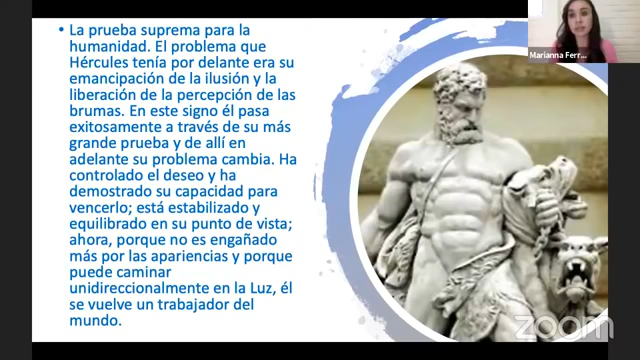 • La prueba suprema para la
humanidad. El problema que
Hércules tenía por delante era su
emancipación de la ilusión y la
liberación de la percepción de las
brumas. En este signo él pasa
exitosamente a través de su más
grande prueba y de allí en
adelante su problema cambia. Ha
controlado el deseo y ha
demostrado su capacidad para
vencerlo; está estabilizado y
equilibrado en su punto de vista;
ahora, porque no es engañado
más por las apariencias y porque
puede caminar
unidireccionalmente en la Luz, él
se vuelve un trabajador del
mundo.
Marianna Ferr...
zoom